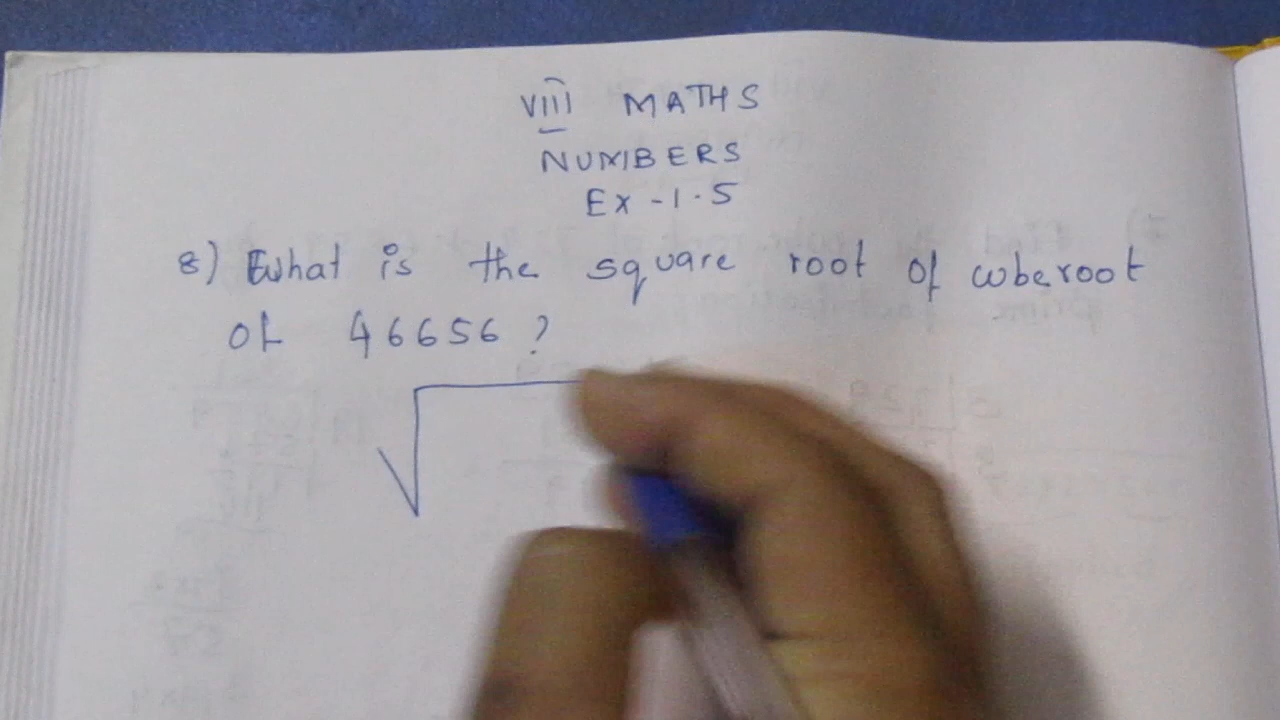 VIII MATHS
NUMBERS
Ex - 1.5
8) What is the square root of cuberoot
of 46656 ?